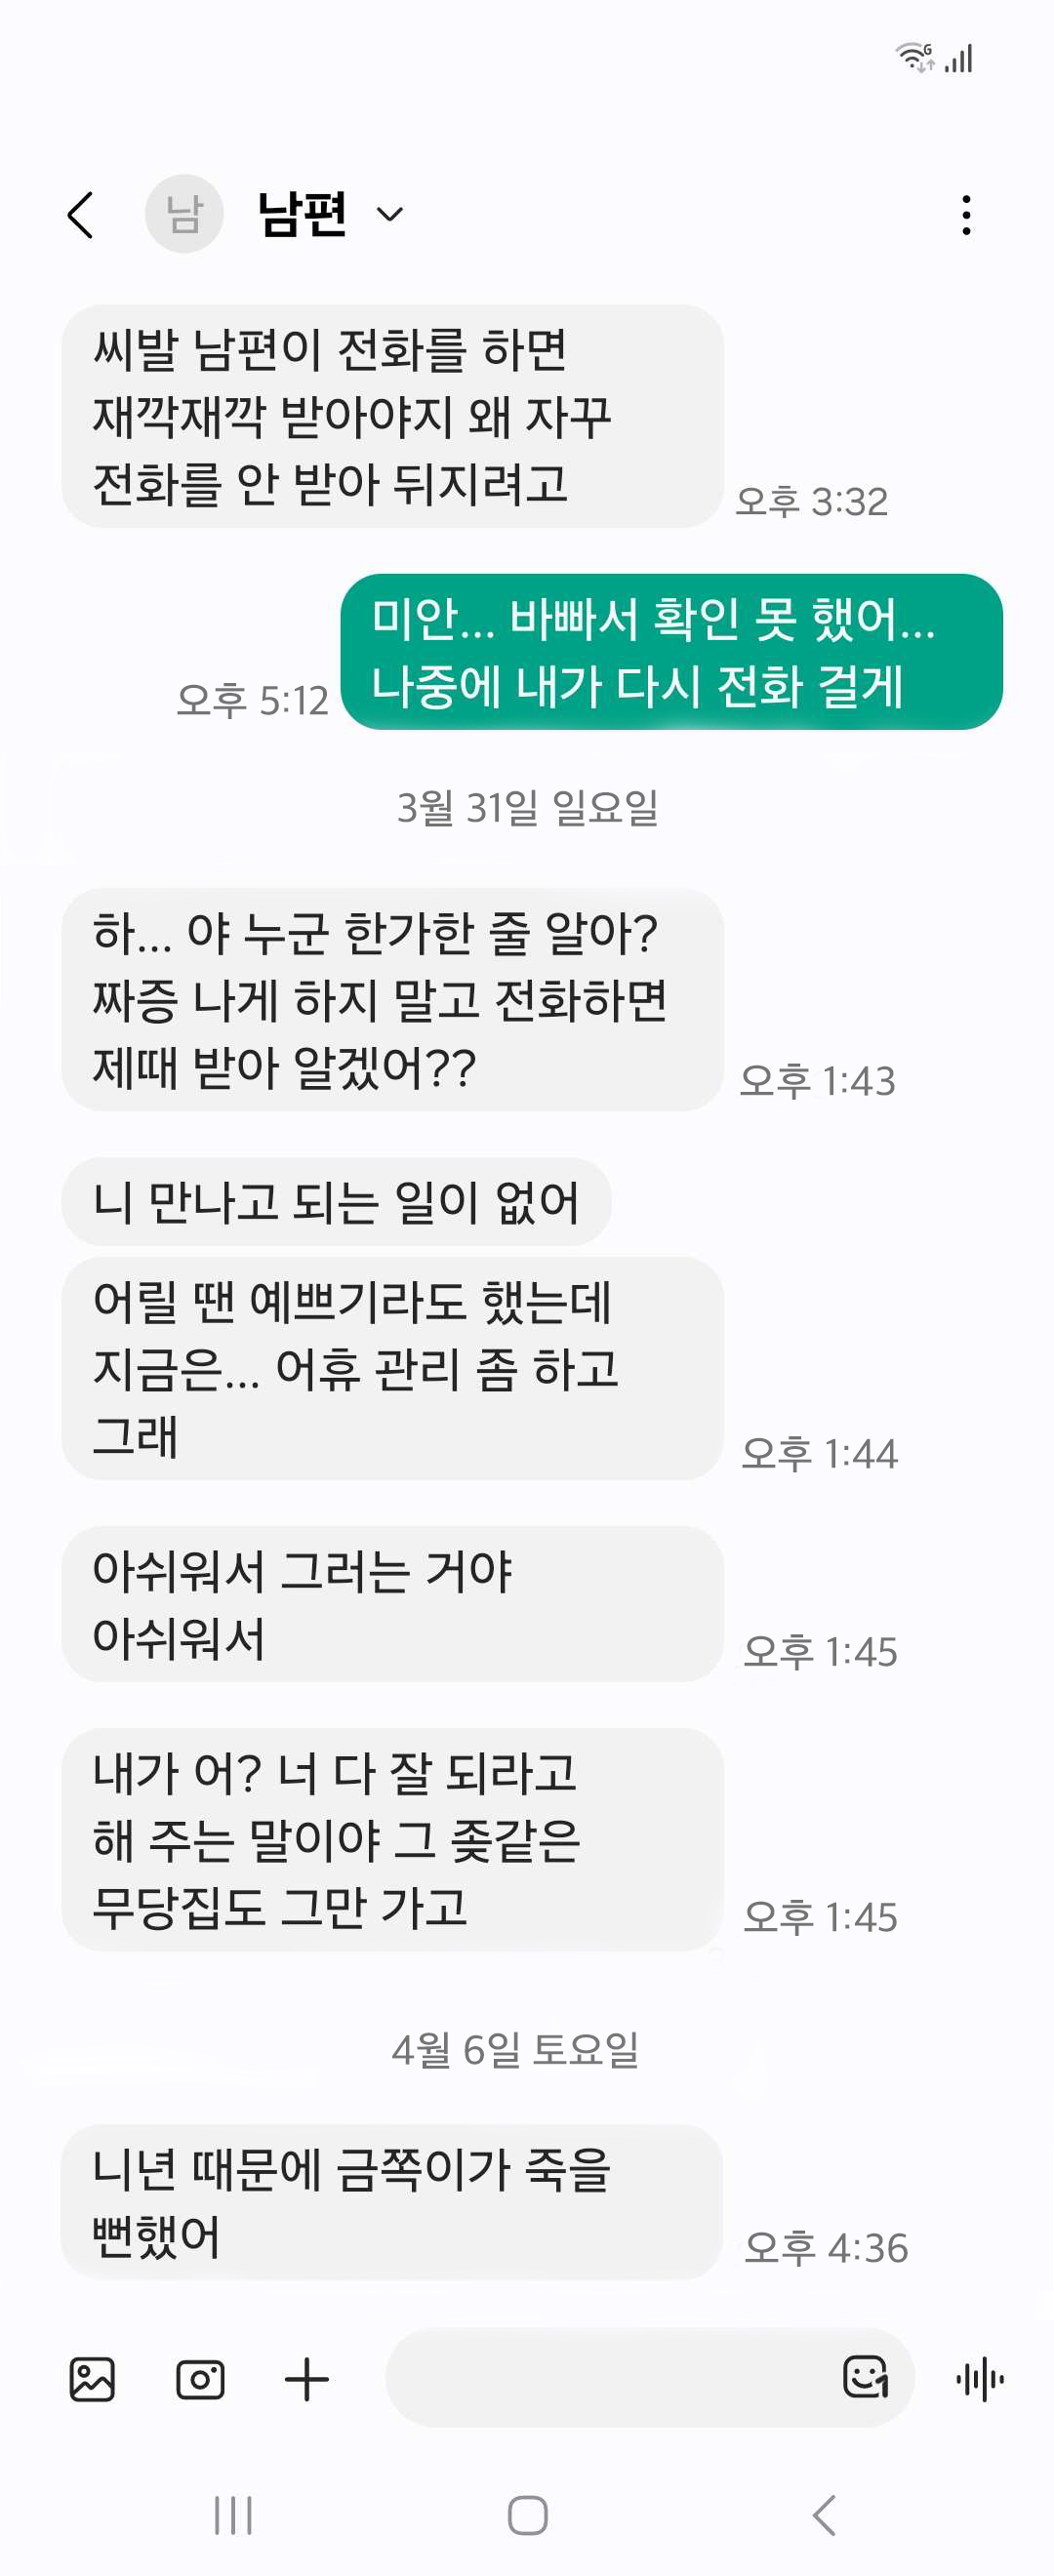 G
남 남편
씨발 남편이 전화를 하면
재깍재깍 받아야지 왜 자꾸
전화를 안 받아 뒤지려고
오후 3:32
미안... 바빠서 확인 못 했어...
나중에 내가 다시 전화 걸게
오후 5:12
3월 31일 일요일
하... 야 누군 한가한 줄 알아?
짜증 나게 하지 말고 전화하면
제때 받아 알겠어??
오후 1:43
니 만나고 되는 일이 없어
어릴 땐 예쁘기라도 했는데
지금은... 어휴 관리 좀 하고
그래
오후 1:44
아쉬워서 그러는 거야
아쉬워서
오후 1:45
내가 어? 너 다 잘 되라고
해 주는 말이야 그 좆같은
무당집도 그만 가고
오후 1:45
4월 6일 토요일
니년 때문에 금쪽이가 죽을
뻔했어
오후 4:36